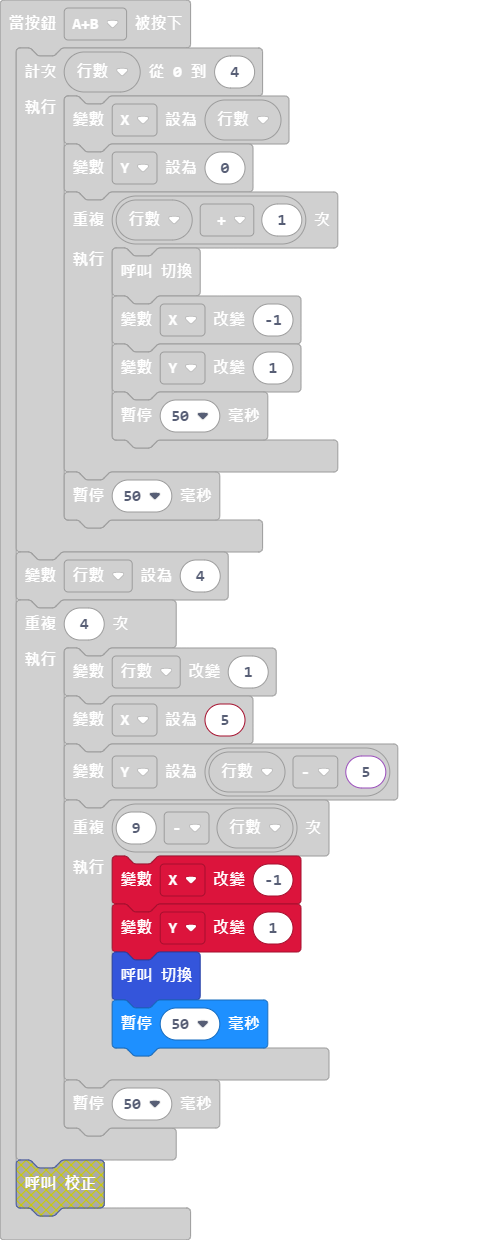 當按鈕 A+B 被按下
計次 行數 從 0 到 4
執行
變數 X 設為 行數
變數 Y 設為 0
重複 行數 + 1 次
執行
呼叫 切換
變數 X 改變 -1
變數 Y 改變 1
暫停 50 毫秒
暫停 50 毫秒
變數 行數 設為 4
重複 4 次
執行
變數 行數 改變 1
變數 X 設為 5
變數 Y 設為 行數 - 5
重複 9 - 行數 次
執行
變數 X 改變 -1
變數 Y 改變 1
呼叫 切換
暫停 50 毫秒
暫停 50 毫秒
呼叫 校正